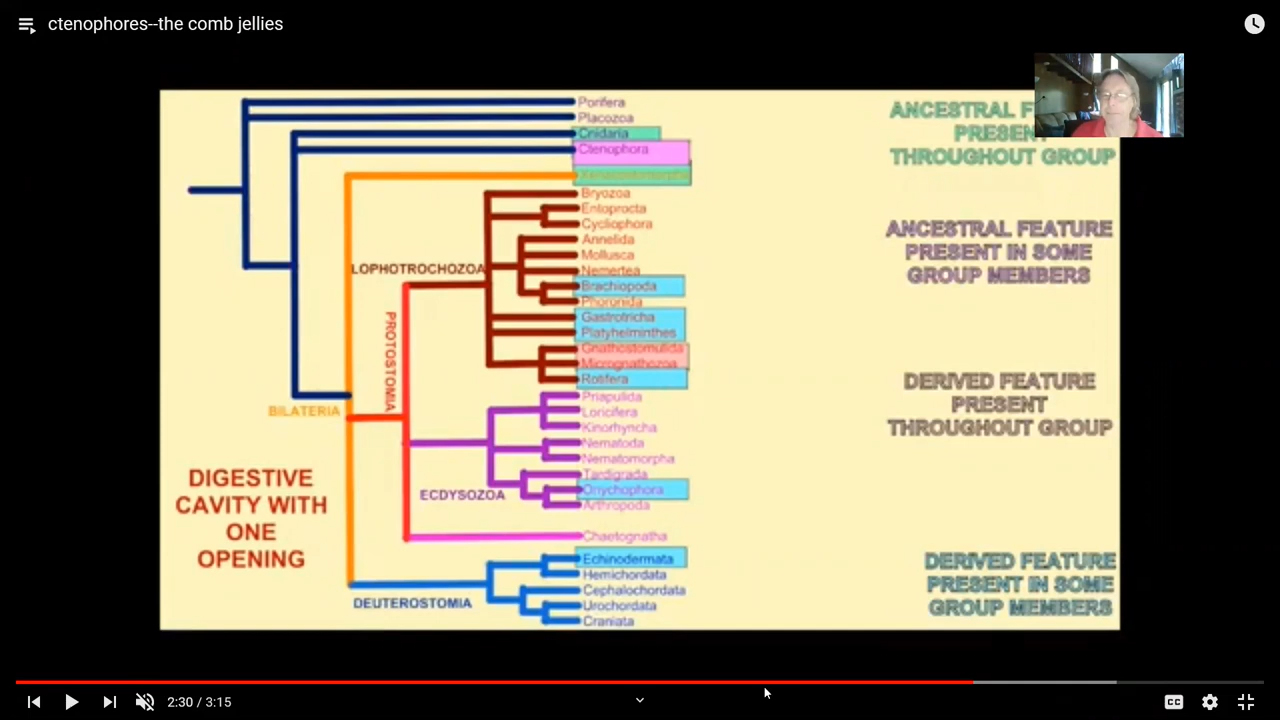 ctenophores--the comb jellies
Porifera
Placozoa
Cnidaria
Ctenophora
Xenacoelomorpha
Bryozoa
Entoprocta
Cycliophora
Annelida
Mollusca
Nemertea
Brachiopoda
Phoronida
Gastrotricha
Platyhelminthes
Gnathostomulida
Micrognathozoa
Rotifera
Priapulida
Loricifera
Kinorhyncha
Nematoda
Nematomorpha
Tardigrada
Onychophora
Arthropoda
Chaetognatha
Echinodermata
Hemichordata
Cephalochordata
Urochordata
Craniata
LOPHOTROCHOZOA
PROTOSTOMIA
BILATERIA
ECDYSOZOA
DEUTEROSTOMIA
DIGESTIVE
CAVITY WITH
ONE
OPENING
ANCESTRAL
PRESENT
THROUGHOUT GROUP
ANCESTRAL FEATURE
PRESENT IN SOME
GROUP MEMBERS
DERIVED FEATURE
PRESENT
THROUGHOUT GROUP
DERIVED FEATURE
PRESENT IN SOME
GROUP MEMBERS
2:30 / 3:15
CC